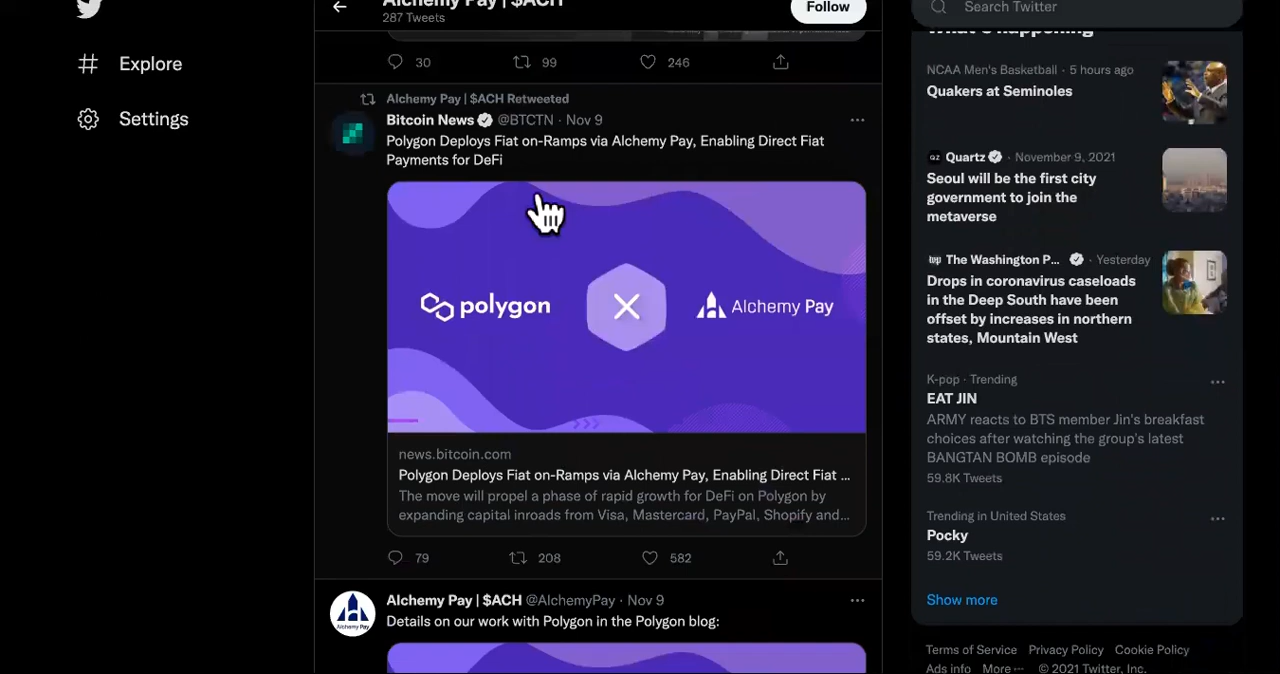 Explore
Settings
Alchemy Pay | $ACH
287 Tweets
Follow
30
99
246
Alchemy Pay | $ACH Retweeted
Bitcoin News @BTCTN · Nov 9
Polygon Deploys Fiat on-Ramps via Alchemy Pay, Enabling Direct Fiat
Payments for DeFi
polygon
Alchemy Pay
news.bitcoin.com
Polygon Deploys Fiat on-Ramps via Alchemy Pay, Enabling Direct Fiat ...
The move will propel a phase of rapid growth for DeFi on Polygon by
expanding capital inroads from Visa, Mastercard, PayPal, Shopify and...
79
208
582
Alchemy Pay | $ACH @AlchemyPay · Nov 9
Alchemy Pay
Details on our work with Polygon in the Polygon blog:
Search Twitter
What's happening
NCAA Men's Basketball · 5 hours ago
Quakers at Seminoles
Quartz · November 9, 2021
Seoul will be the first city
government to join the
metaverse
wp The Washington P... · Yesterday
Drops in coronavirus caseloads
in the Deep South have been
offset by increases in northern
states, Mountain West
K-pop · Trending
EAT JIN
ARMY reacts to BTS member Jin's breakfast
choices after watching the group's latest
BANGTAN BOMB episode
59.8K Tweets
Trending in United States
Pocky
59.2K Tweets
Show more
Terms of Service Privacy Policy Cookie Policy
Ads info More ··· © 2021 Twitter, Inc.